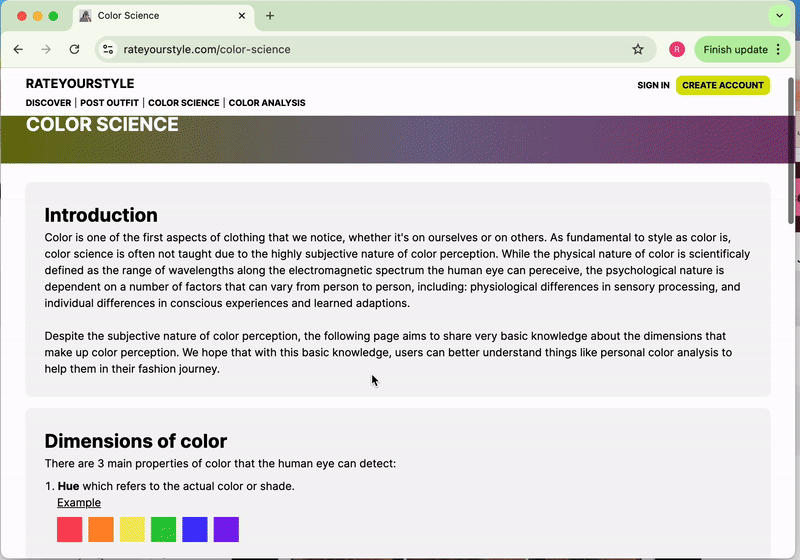 Color Science
rateyourstyle.com/color-science
R
Finish update
RATEYOURSTYLE
SIGN IN
CREATE ACCOUNT
DISCOVER | POST OUTFIT | COLOR SCIENCE | COLOR ANALYSIS
COLOR SCIENCE
Introduction
Color is one of the first aspects of clothing that we notice, whether it's on ourselves or on others. As fundamental to style as color is,
color science is often not taught due to the highly subjective nature of color perception. While the physical nature of color is scientificaly
defined as the range of wavelengths along the electromagnetic spectrum the human eye can pereceive, the psychological nature is
dependent on a number of factors that can vary from person to person, including: physiological differences in sensory processing, and
individual differences in conscious experiences and learned adaptions.
Despite the subjective nature of color perception, the following page aims to share very basic knowledge about the dimensions that
make up color perception. We hope that with this basic knowledge, users can better understand things like personal color analysis to
help them in their fashion journey.
Dimensions of color
There are 3 main properties of color that the human eye can detect:
1. Hue which refers to the actual color or shade.
Example